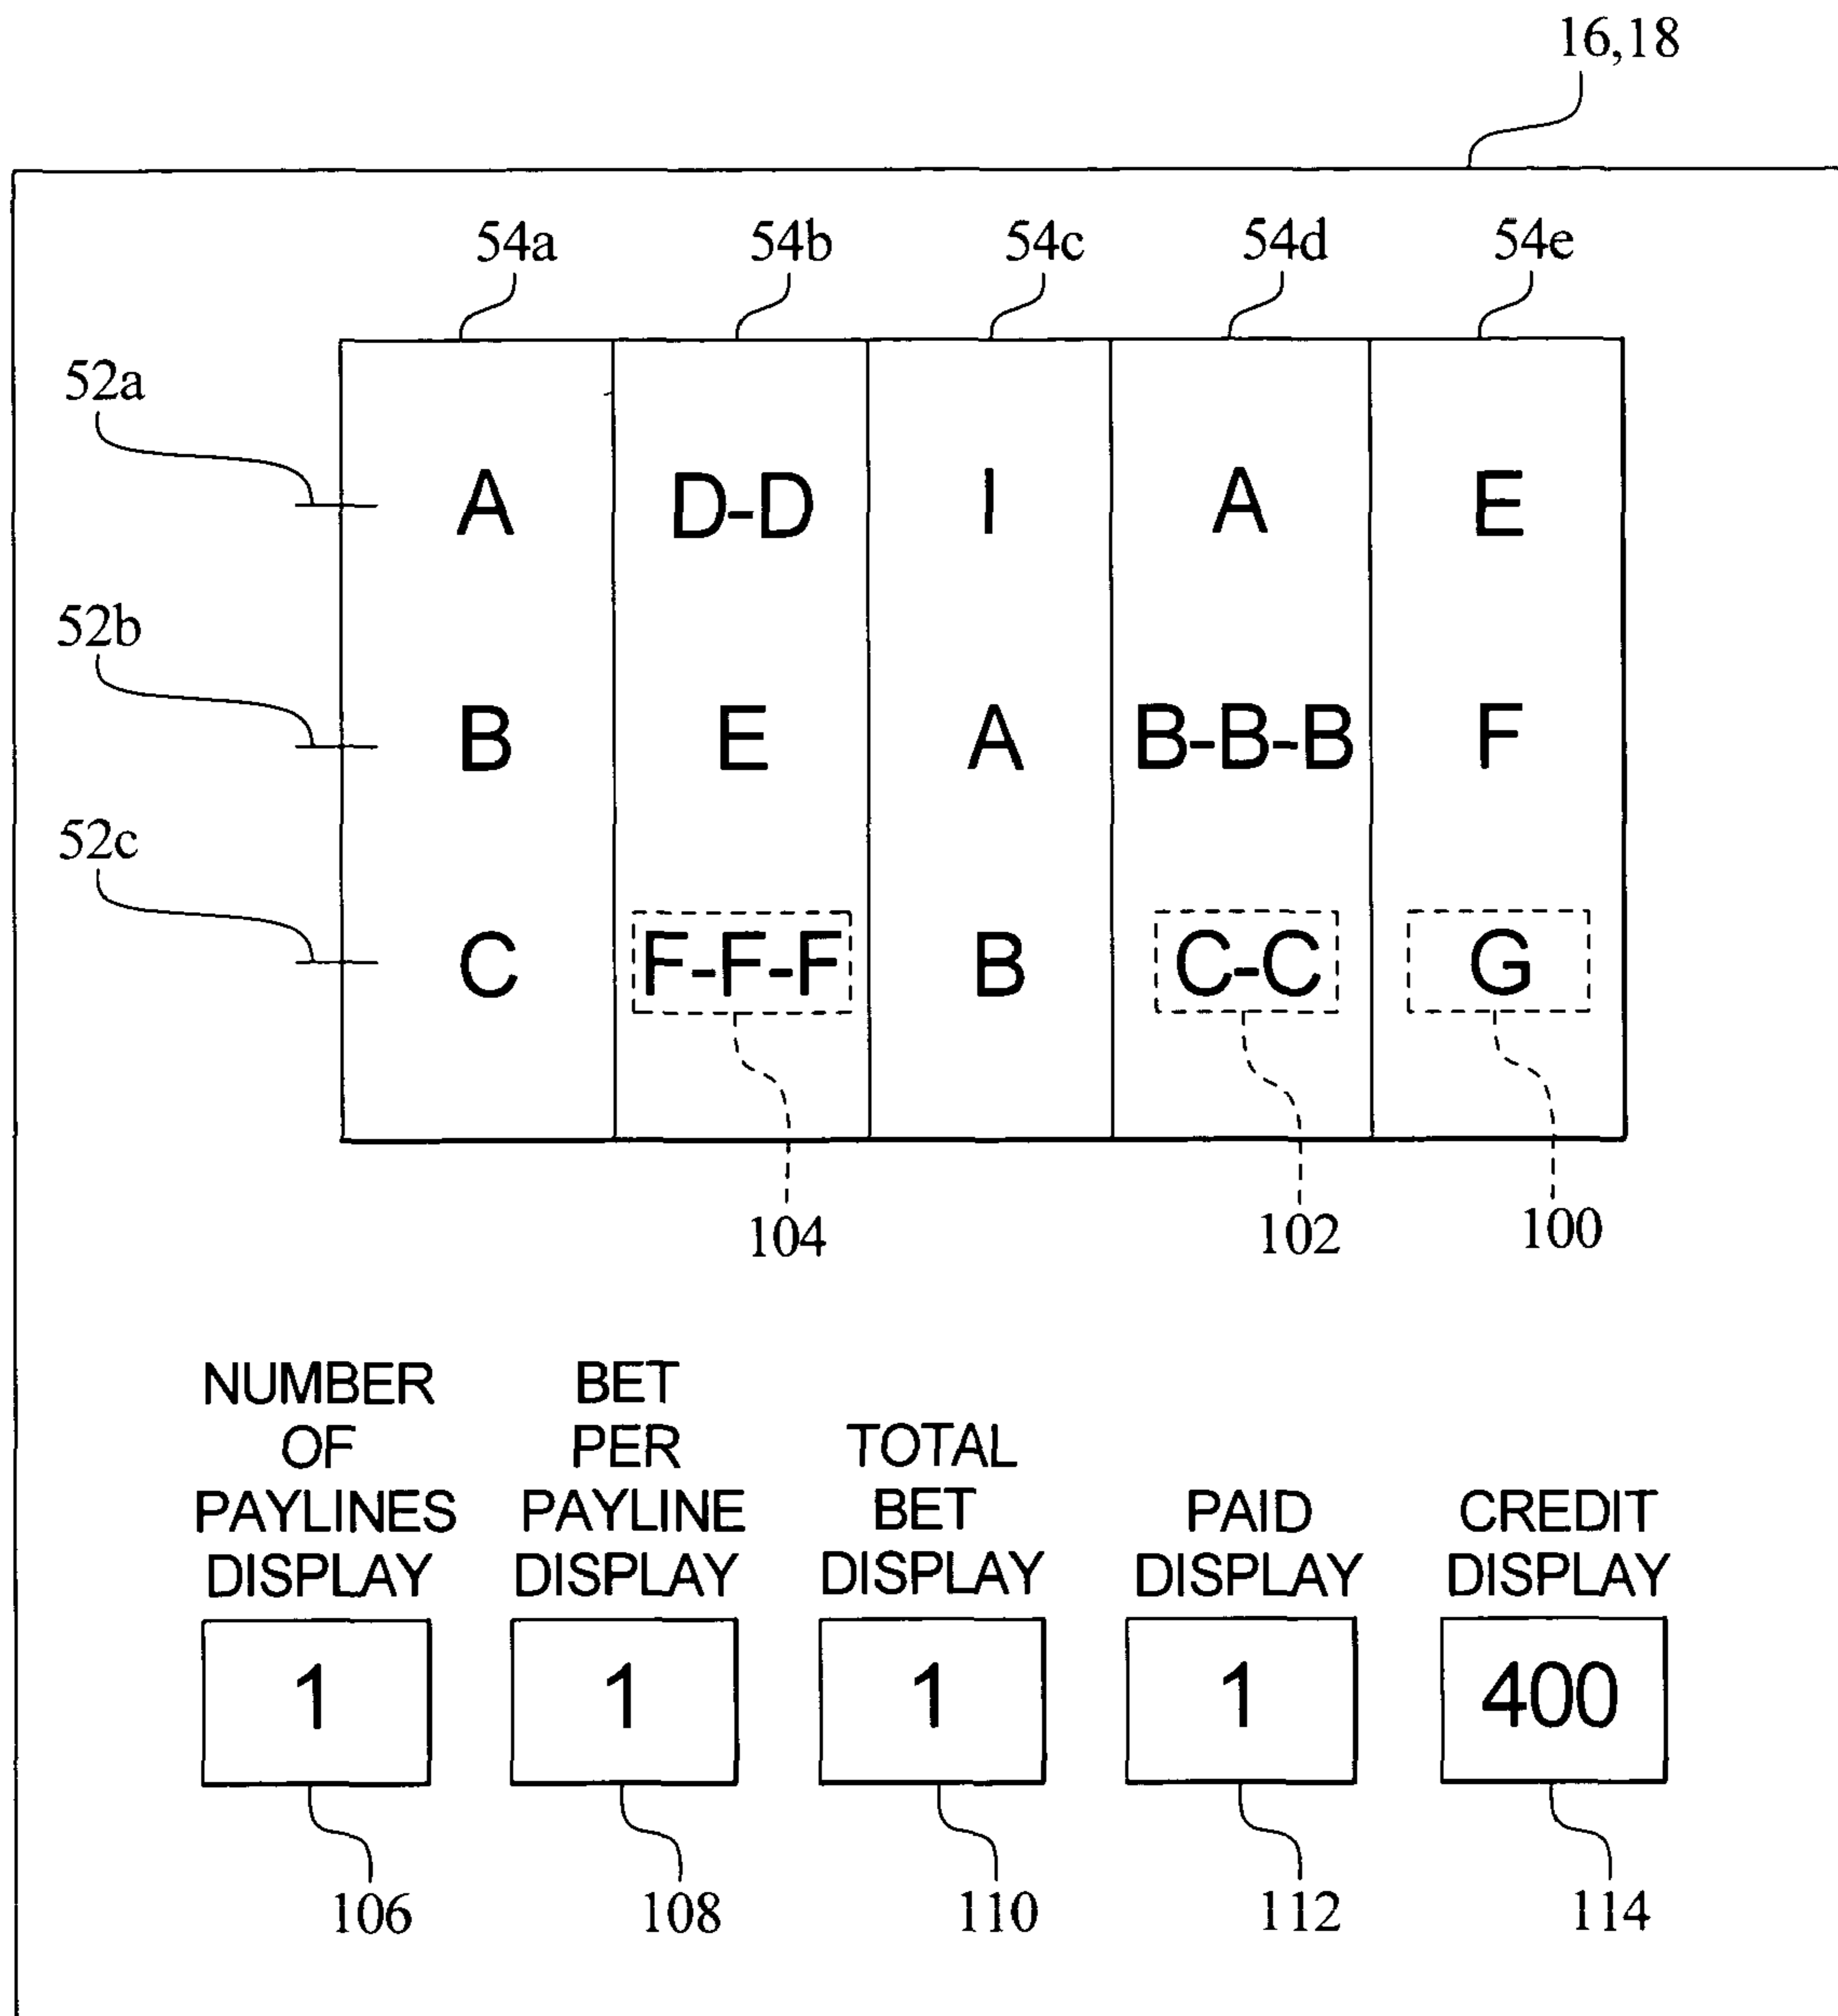 16,18
54a 54b 54c 54d 54e
52a
A D-D I A E
52b
B E A B-B-B F
52c
C F-F-F B C-C G
104 102 100
NUMBER
OF
PAYLINES
DISPLAY
BET
PER
PAYLINE
DISPLAY
TOTAL
BET
DISPLAY
PAID
DISPLAY
CREDIT
DISPLAY
1 1 1 1 400
106 108 110 112 114